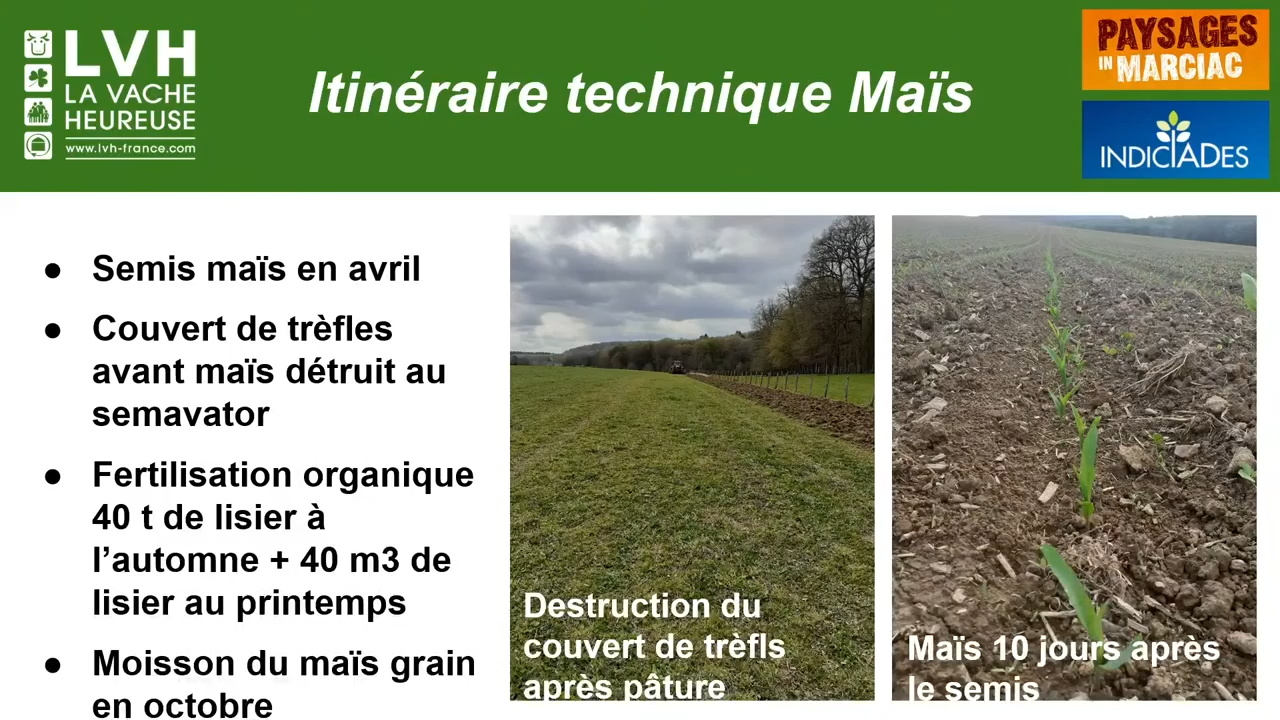 LVH
LA VACHE
HEUREUSE
www.lvh-france.com
Itinéraire technique Maïs
PAYSAGES
IN MARCIAC
INDICIADES
● Semis maïs en avril
● Couvert de trèfles
avant maïs détruit au
semavator
● Fertilisation organique
40 t de lisier à
l’automne + 40 m3 de
lisier au printemps
● Moisson du maïs grain
en octobre
Destruction du
couvert de trèfls
après pâture
Maïs 10 jours après
le semis